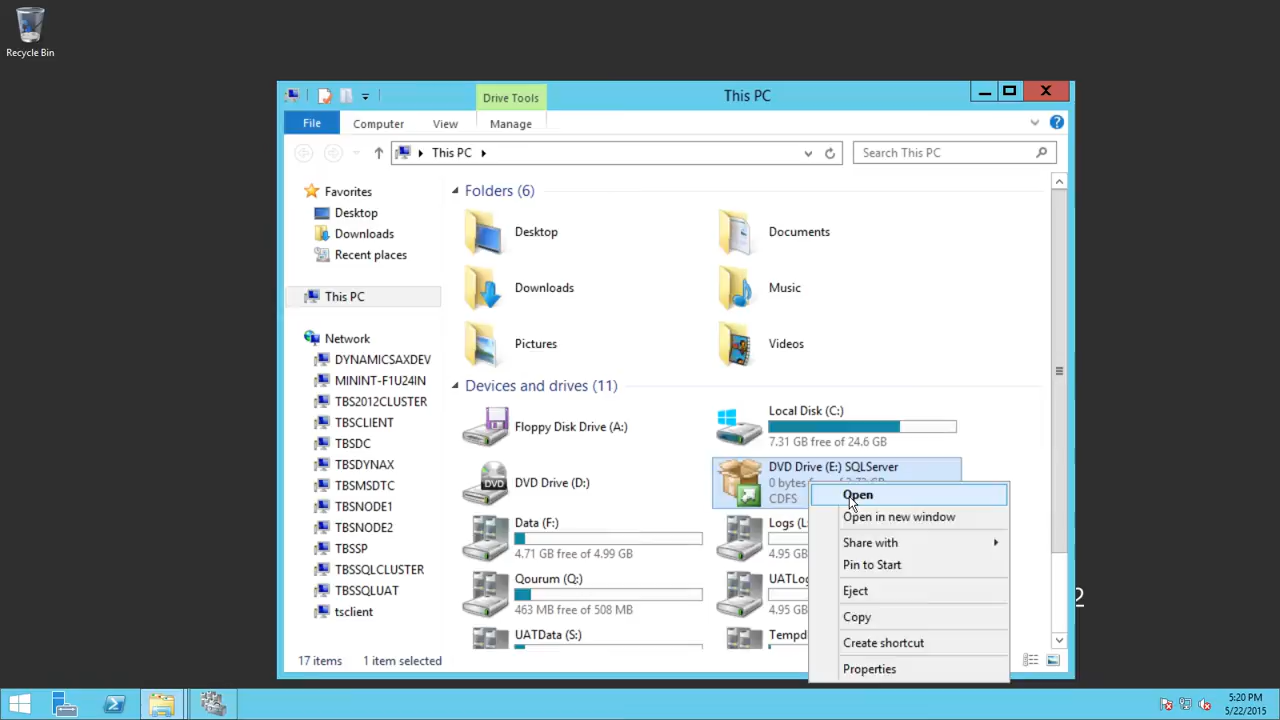 Recycle Bin
Drive Tools
This PC
File
Computer
View
Manage
This PC
Search This PC
Favorites
Desktop
Downloads
Recent places
This PC
Network
DYNAMICSAXDEV
MININT-F1U24IN
TBS2012CLUSTER
TBSCLIENT
TBSDC
TBSDYNAX
TBSMSDTC
TBSNODE1
TBSNODE2
TBSSP
TBSSQLCLUSTER
TBSSQLUAT
tsclient
Folders (6)
Desktop
Documents
Downloads
Music
Pictures
Videos
Devices and drives (11)
Floppy Disk Drive (A:)
Local Disk (C:)
7.31 GB free of 24.6 GB
DVD
DVD Drive (D:)
DVD Drive (E:) SQLServer
0 bytes
CDFS
Data (F:)
4.71 GB free of 4.99 GB
Logs (L:
4.95 GB
Qourum (Q:)
463 MB free of 508 MB
UATLog
4.95 GB
UATData (S:)
Tempd
Open
Open in new window
Share with
Pin to Start
Eject
Copy
Create shortcut
Properties
2
17 items
1 item selected
5:20 PM
5/22/2015